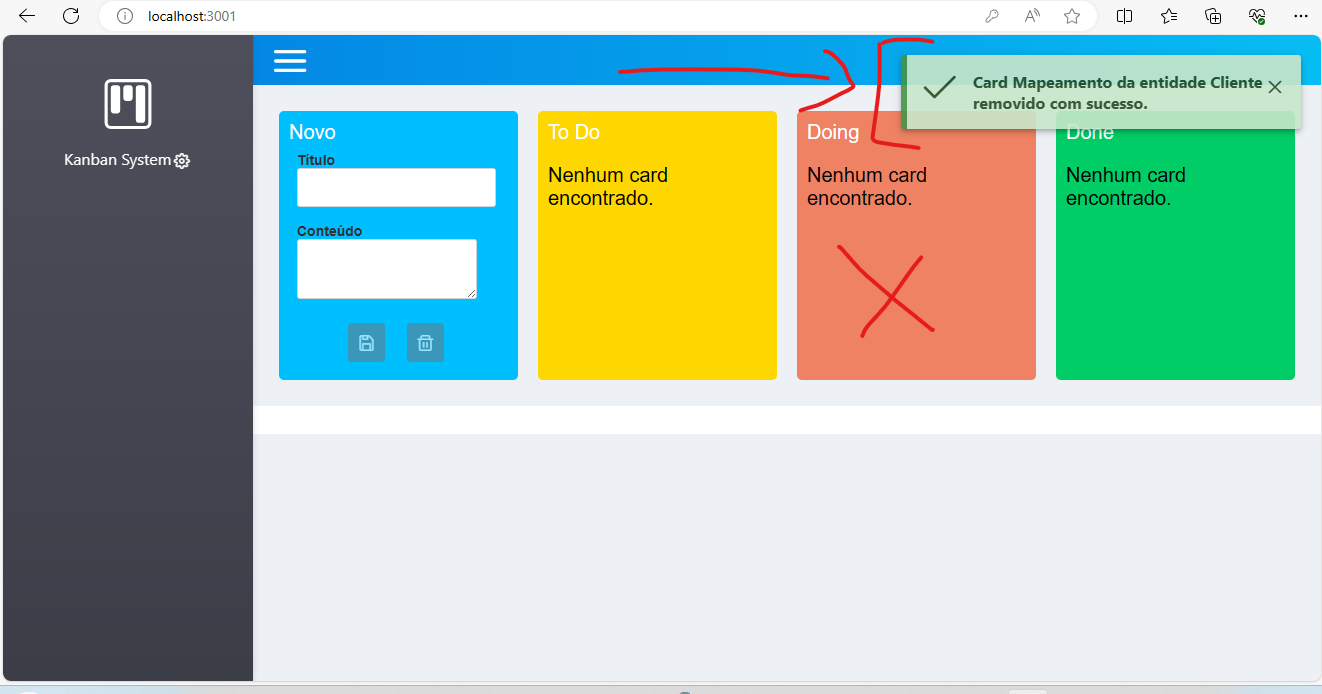 localhost:3001
Card Mapeamento da entidade Cliente
removido com sucesso.
Kanban System
Novo
Título
Conteúdo
To Do
Nenhum card
encontrado.
Doing
Nenhum card
encontrado.
Done
Nenhum card
encontrado.